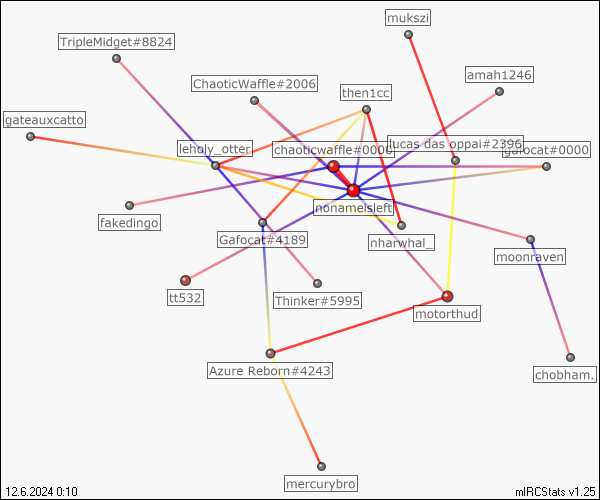 mukszi
TripleMidget#8824
amah1246
ChaoticWaffle#2006
then1cc
gateauxcatto
lucas das oppai#2396
leholy_otter
chaoticwaffle#0000
gafocat#0000
nonameisleft
fakedingo
Gafocat#4189
nharwhal_
moonraven
tt532
Thinker#5995
motorthud
Azure Reborn#4243
chobham.
mercurybro
12.6.2024 0:10
mIRCStats v1.25